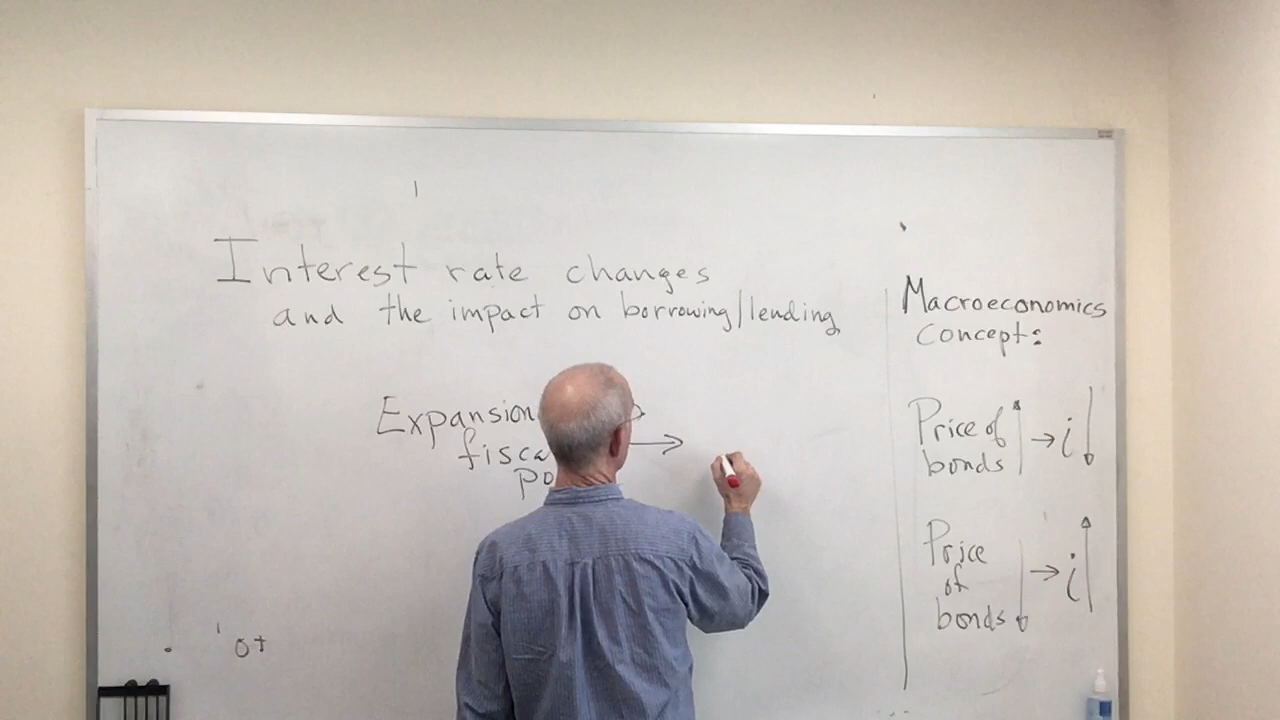 Interest rate changes
and the impact on borrowing/lending
Expansion
fisca
po
→
ot
Macroeconomics
Concept:
Price of
bonds ↑ → i ↓
Price
of
bonds ↓ → i ↑